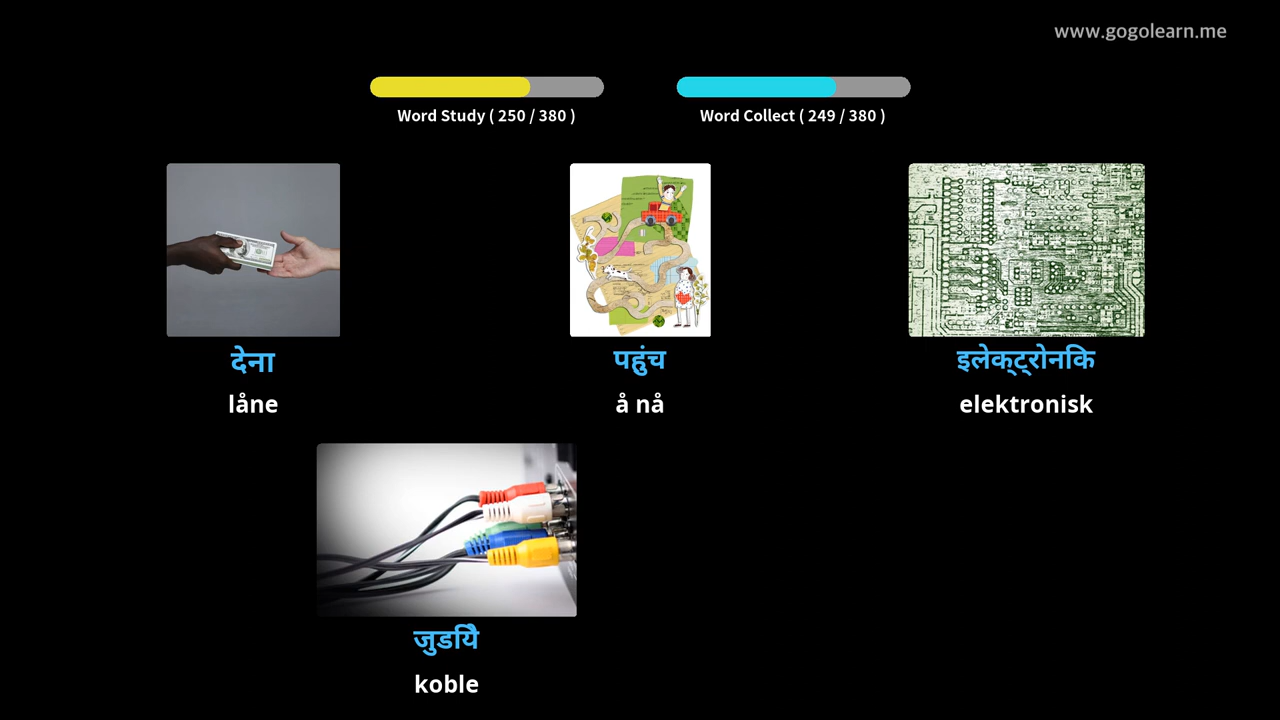 www.gogolearn.me
Word Study ( 250 / 380 )
Word Collect ( 249 / 380 )
देना
पहुंच
इलेक्ट्रोनकि
låne
å nå
elektronisk
जुडयिे
koble